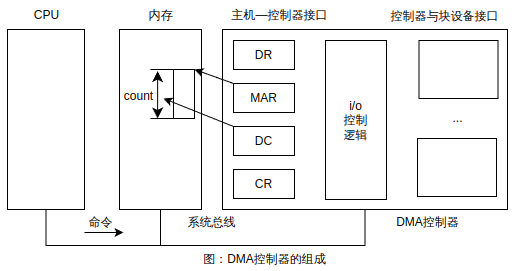 CPU
内存
主机—控制器接口
控制器与块设备接口
DR
MAR
DC
CR
count
i/o
控制
逻辑
...
命令
系统总线
DMA控制器
图：DMA控制器的组成